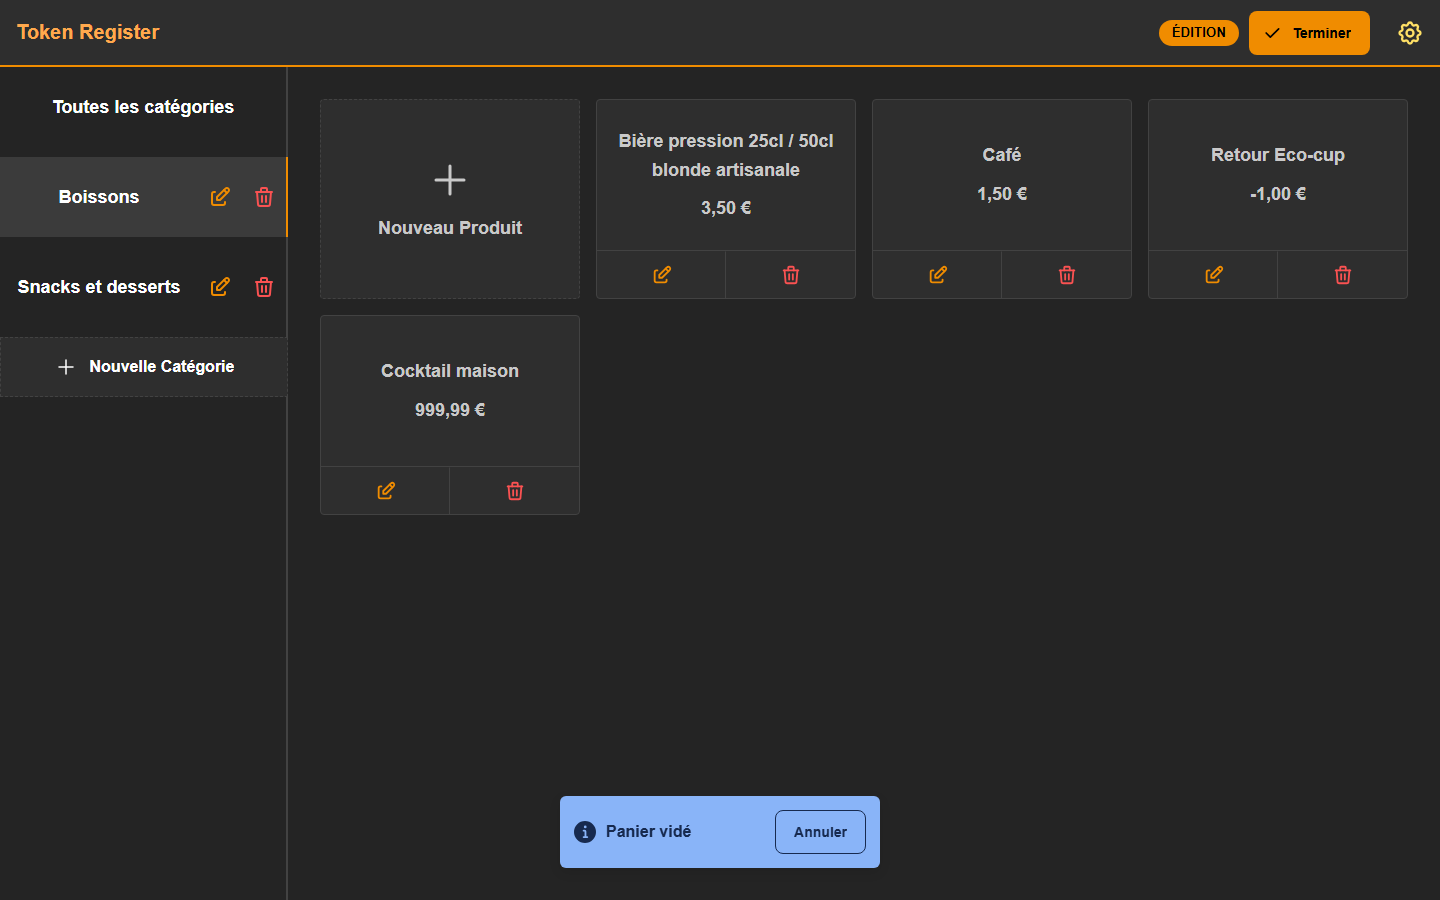 Token Register
ÉDITION
Terminer
Toutes les catégories
Boissons
Snacks et desserts
Nouvelle Catégorie
Nouveau Produit
Bière pression 25cl / 50cl
blonde artisanale
3,50 €
Café
1,50 €
Retour Eco-cup
-1,00 €
Cocktail maison
999,99 €
Panier vidé
Annuler